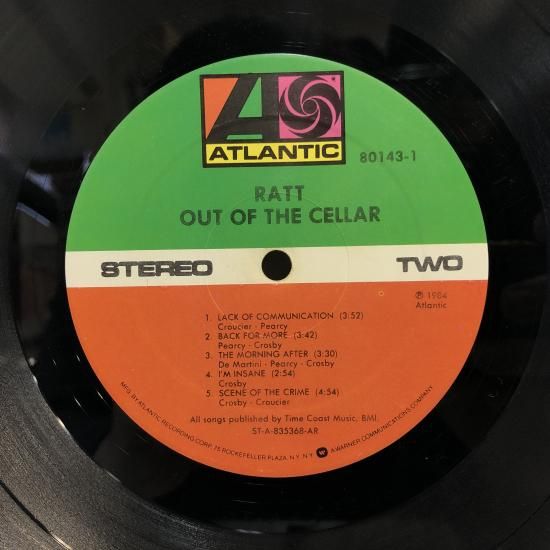 ATLANTIC
80143-1
RATT
OUT OF THE CELLAR
STEREO
TWO
℗ 1984
Atlantic
1. LACK OF COMMUNICATION (3:52)
Croucier - Pearcy
2. BACK FOR MORE (3:42)
Pearcy - Crosby
3. THE MORNING AFTER (3:30)
De Martini - Pearcy - Crosby
4. I'M INSANE (2:54)
Crosby
5. SCENE OF THE CRIME (4:54)
Crosby - Croucier
All songs published by Time Coast Music, BMI
ST-A-835368-AR
MFG BY ATLANTIC RECORDING CORP. 75 ROCKEFELLER PLAZA, N.Y. N.Y. A WARNER COMMUNICATIONS COMPANY